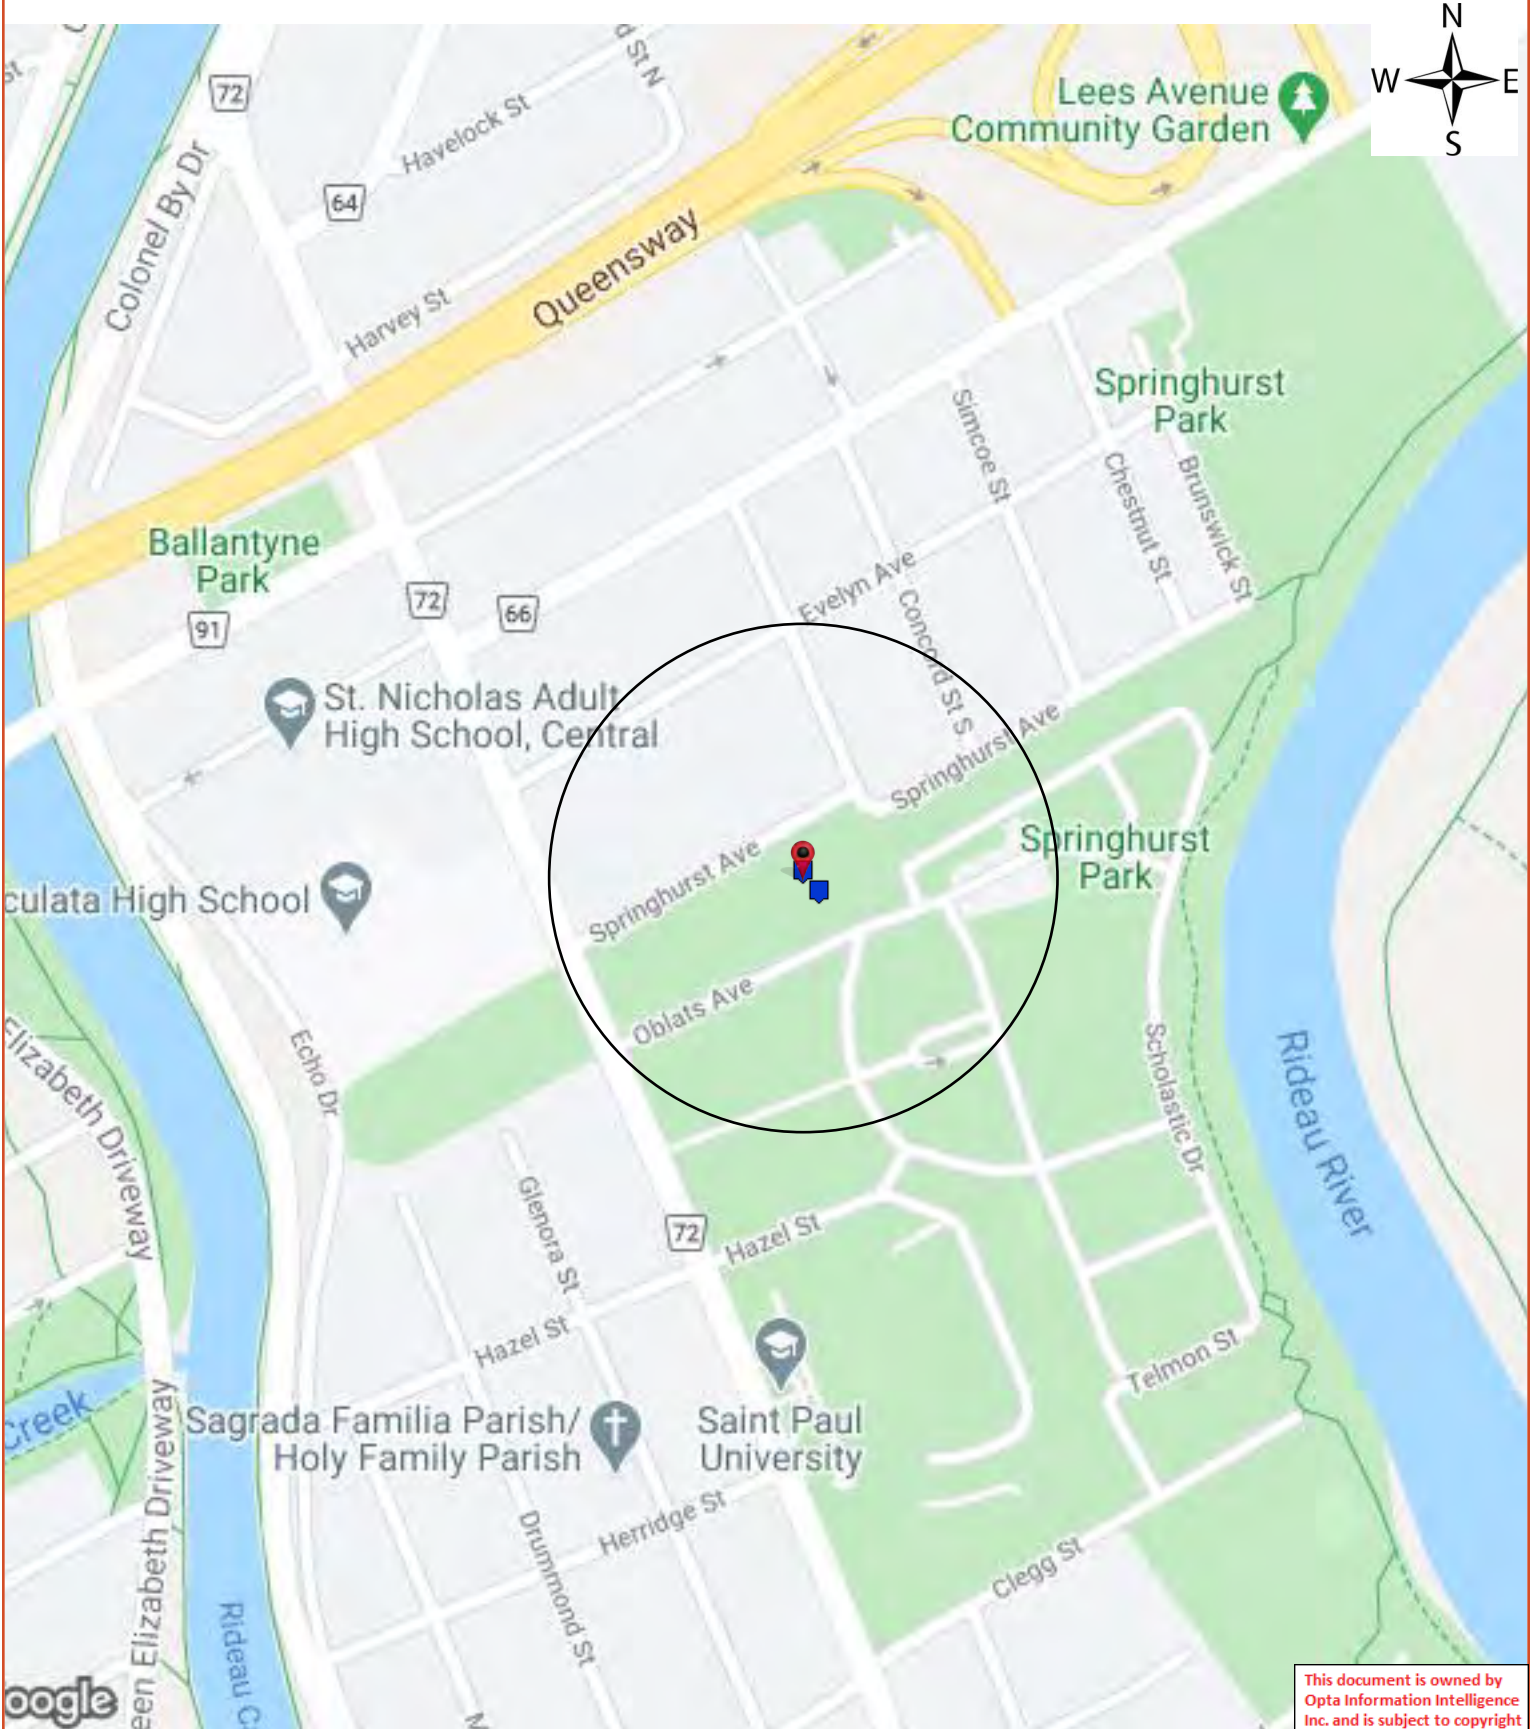 N
W E
S
72
Lees Avenue
Community Garden
Havelock St
d St N
64
Colonel By Dr
Queensway
Harvey St
Springhurst
Park
Simcoe St
Chestnut St
Brunswick St
Ballantyne
Park
91
72
66
Evelyn Ave
Concord St S
St. Nicholas Adult
High School, Central
Springhurst Ave
Springhurst Ave
Springhurst
Park
culata High School
Oblats Ave
Echo Dr
Elizabeth Driveway
Scholastic Dr
Rideau River
Glenora St
72
Hazel St
Hazel St
Telmon St
Creek
Sagrada Familia Parish/
Holy Family Parish
Saint Paul
University
Herridge St
Drummond St
Clegg St
een Elizabeth Driveway
Rideau C
oogle
This document is owned by
Opta Information Intelligence
Inc. and is subject to copyright